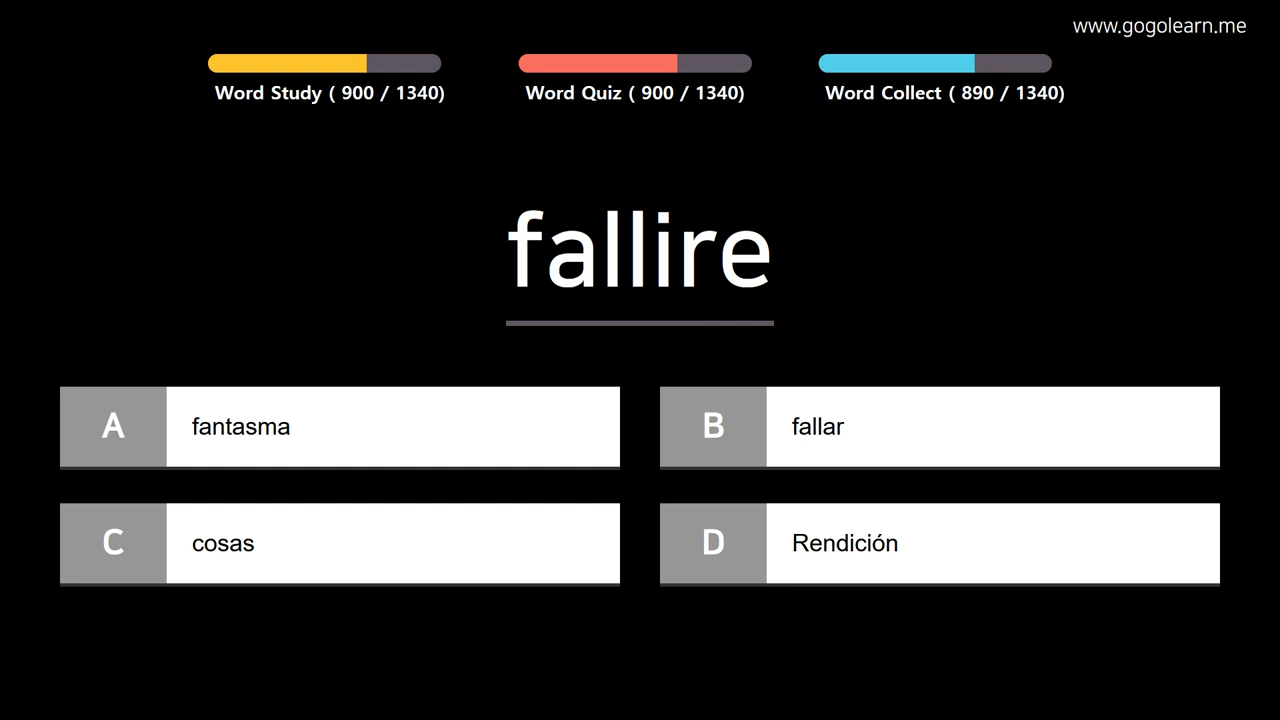 www.gogolearn.me
Word Study ( 900 / 1340)
Word Quiz ( 900 / 1340)
Word Collect ( 890 / 1340)
fallire
A fantasma
B fallar
C cosas
D Rendición